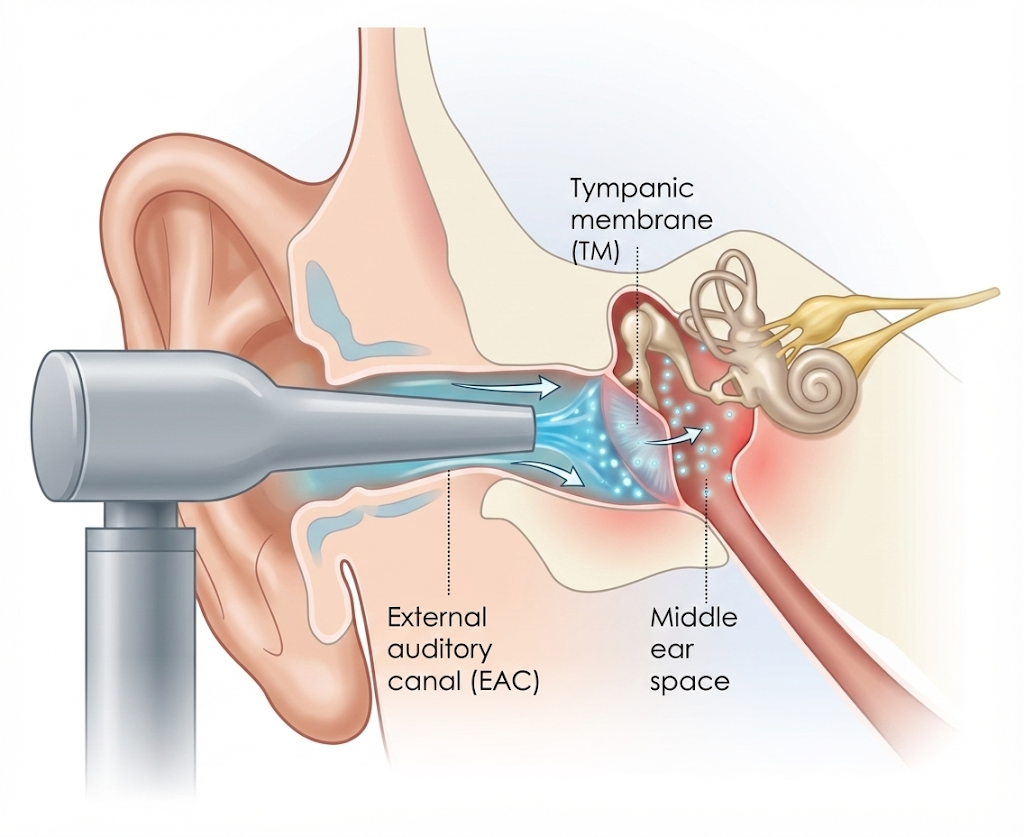 Tympanic
membrane
(TM)
External
auditory
canal (EAC)
Middle
ear
space